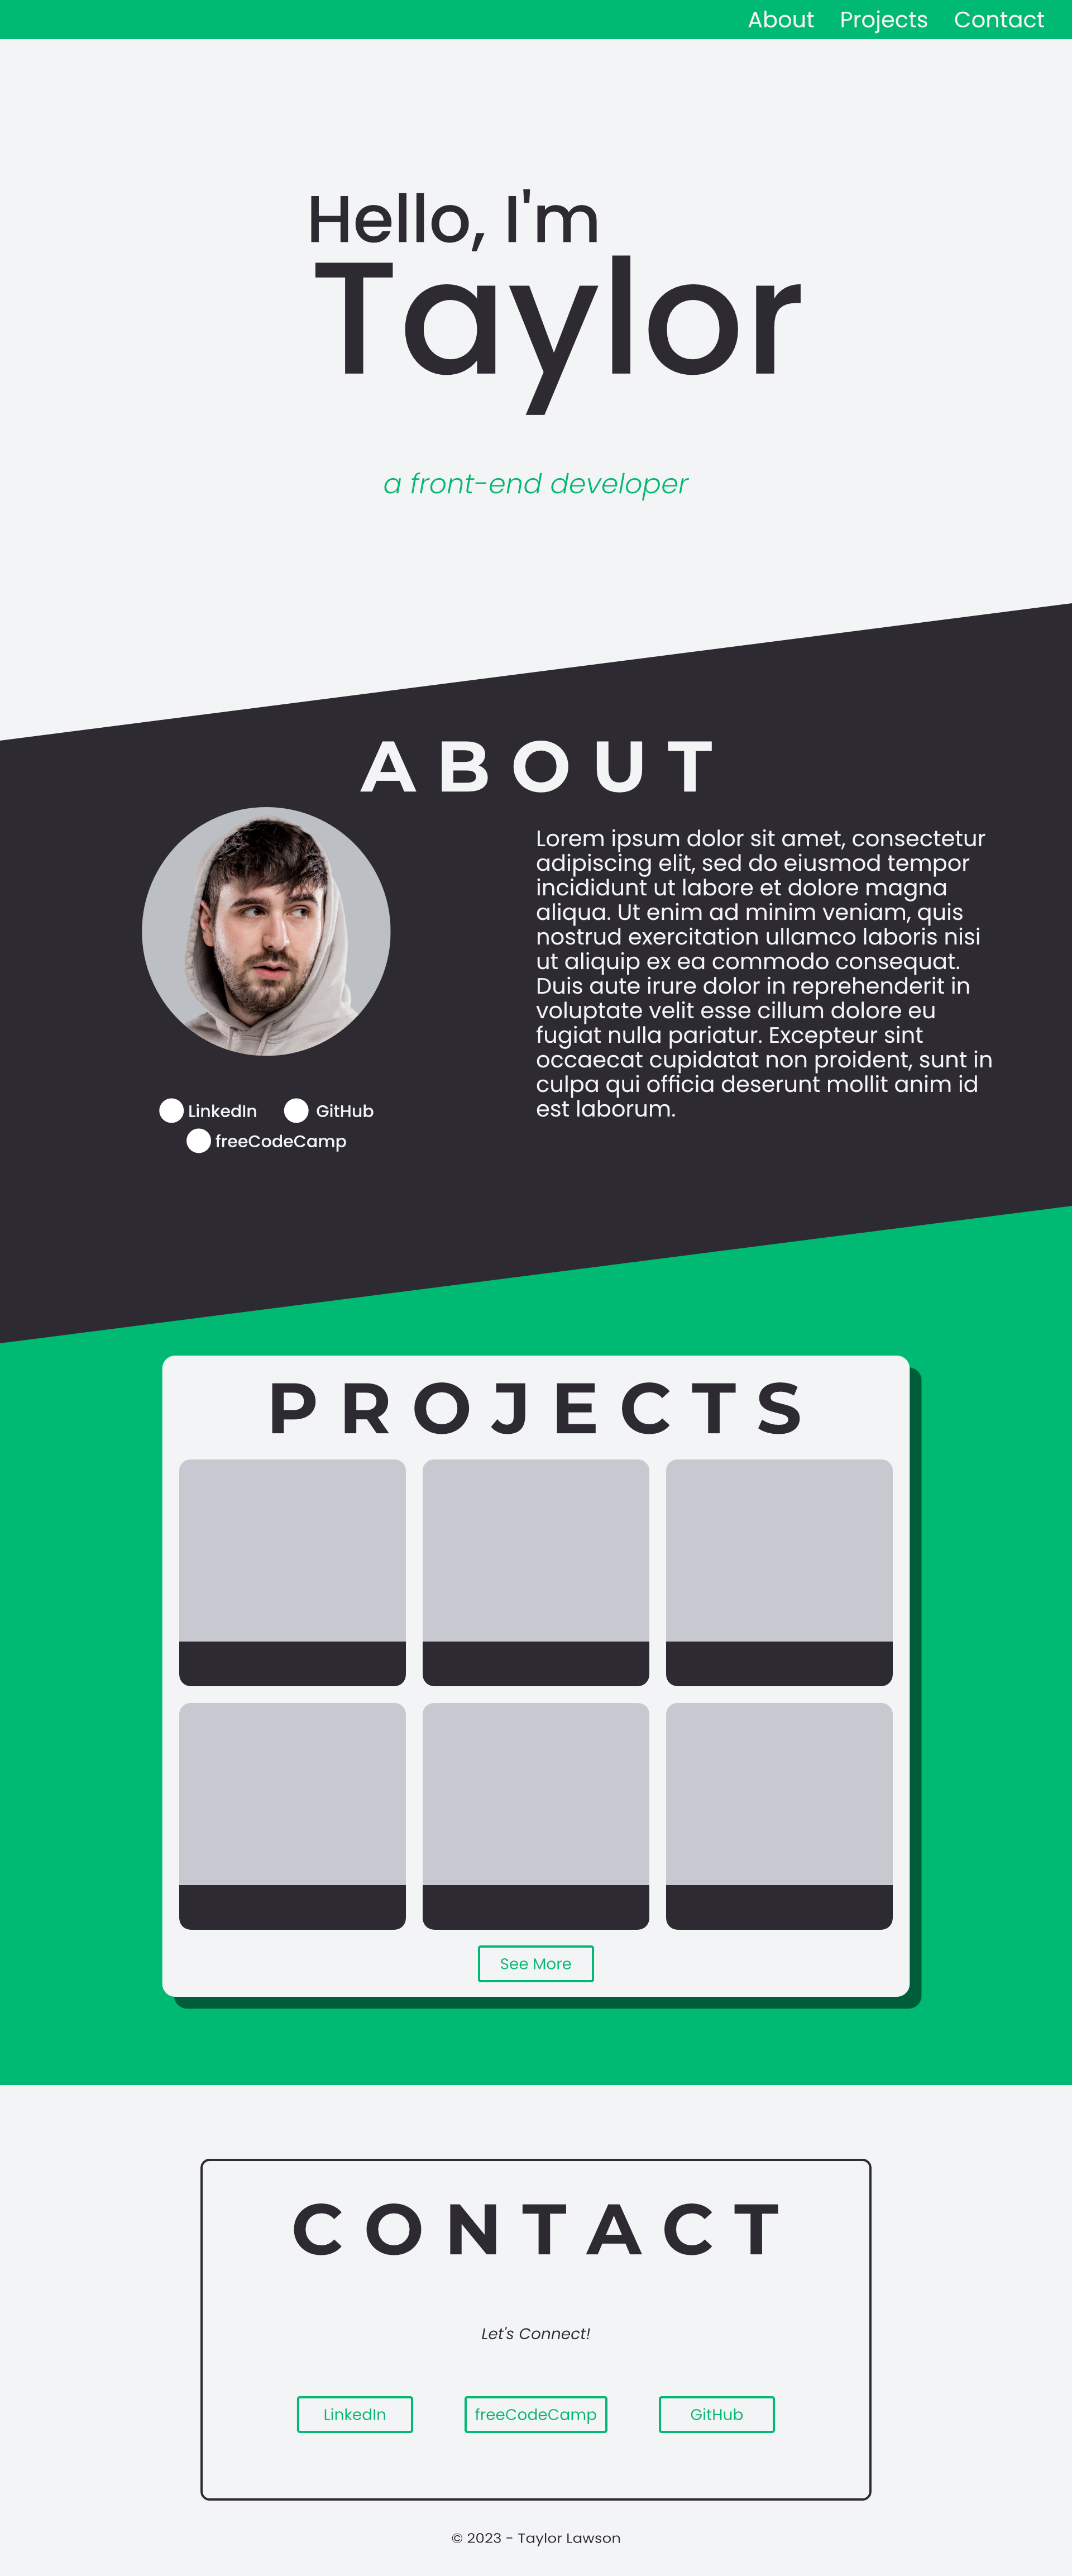 About Projects Contact
Hello, I'm
Taylor
a front-end developer
ABOUT
Lorem ipsum dolor sit amet, consectetur
adipiscing elit, sed do eiusmod tempor
incididunt ut labore et dolore magna
aliqua. Ut enim ad minim veniam, quis
nostrud exercitation ullamco laboris nisi
ut aliquip ex ea commodo consequat.
Duis aute irure dolor in reprehenderit in
voluptate velit esse cillum dolore eu
fugiat nulla pariatur. Excepteur sint
occaecat cupidatat non proident, sunt in
culpa qui officia deserunt mollit anim id
est laborum.
LinkedIn GitHub
freeCodeCamp
PROJECTS
See More
CONTACT
Let's Connect!
LinkedIn freeCodeCamp GitHub
© 2023 - Taylor Lawson